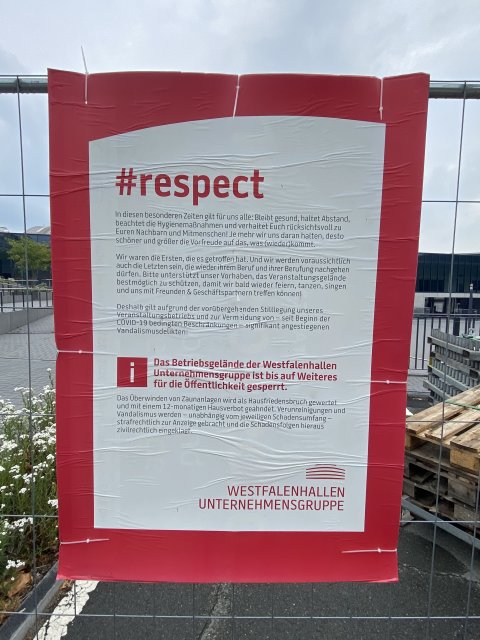 #respect
In diesen besonderen Zeiten gilt für uns alle: Bleibt gesund, haltet Abstand,
beachtet die Hygienemaßnahmen und verhaltet Euch rücksichtsvoll zu
Euren Nachbarn und Mitmenschen! Je mehr wir uns daran halten, desto
schöner und größer die Vorfreude auf das, was (wieder)kommt.
Wir waren die Ersten, die es getroffen hat. Und wir werden voraussichtlich
auch die Letzten sein, die wieder ihrem Beruf und ihrer Berufung nachgehen
dürfen. Bitte unterstützt unser Vorhaben, das Veranstaltungsgelände
bestmöglich zu schützen, damit wir bald wieder feiern, tanzen, singen
und uns mit Freunden & Geschäftspartnern treffen können!
Deshalb gilt aufgrund der vorübergehenden Stilllegung unseres
Veranstaltungsbetriebs und zur Vermeidung von – seit Beginn der
COVID-19 bedingten Beschränkungen – signifikant angestiegenen
Vandalismusdelikten:
i Das Betriebsgelände der Westfalenhallen
Unternehmensgruppe ist bis auf Weiteres
für die Öffentlichkeit gesperrt.
Das Überwinden von Zaunanlagen wird als Hausfriedensbruch gewertet
und mit einem 12-monatigen Hausverbot geahndet. Verunreinigungen und
Vandalismus werden – unabhängig vom jeweiligen Schadensumfang –
strafrechtlich zur Anzeige gebracht und die Schadensfolgen hieraus
zivilrechtlich eingeklagt.
WESTFALENHALLEN
UNTERNEHMENSGRUPPE